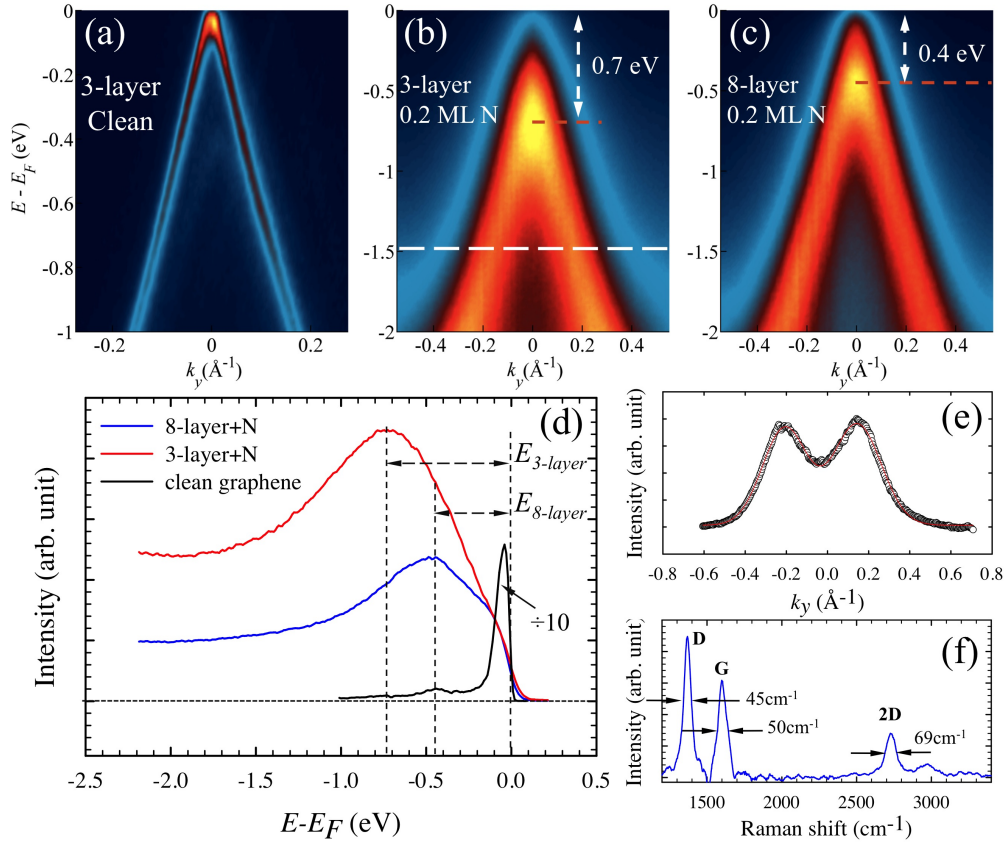 (a)
3-layer
Clean
0
-0.2
-0.4
-0.6
-0.8
-1
E - E_F (eV)
-0.2
0
0.2
k_y(Å⁻¹)
(b)
3-layer
0.2 ML N
0.7 eV
0
-0.5
-1
-1.5
-2
-0.4 -0.2 0 0.2 0.4
k_y(Å⁻¹)
(c)
8-layer
0.2 ML N
0.4 eV
0
-0.5
-1
-1.5
-2
-0.4 -0.2 0 0.2 0.4
k_y(Å⁻¹)
(d)
8-layer+N
3-layer+N
clean graphene
E_3-layer
E_8-layer
÷10
Intensity (arb. unit)
-2.5 -2.0 -1.5 -1.0 -0.5 0.0 0.5
E-E_F (eV)
(e)
Intensity (arb. unit)
-0.8 -0.6 -0.4 -0.2 0.0 0.2 0.4 0.6 0.8
k_y (Å⁻¹)
(f)
D
G
2D
45cm⁻¹
50cm⁻¹
69cm⁻¹
Intensity (arb. unit)
1500 2000 2500 3000
Raman shift (cm⁻¹)